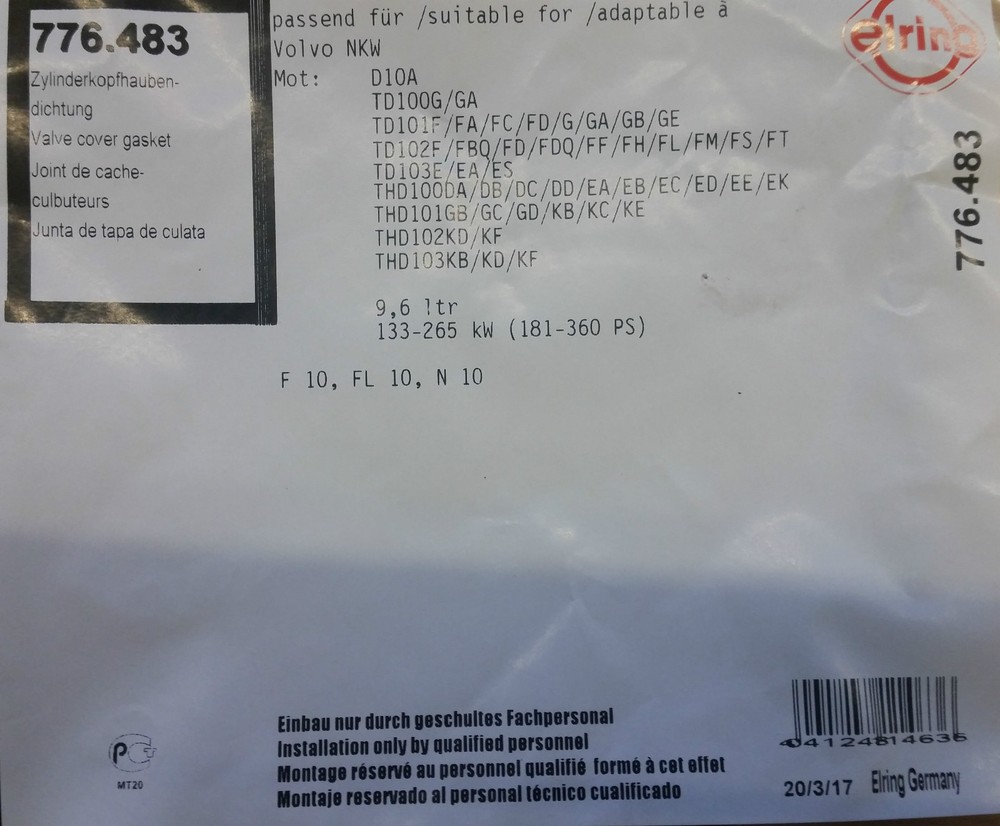 776.483
Zylinderkopfhauben-
dichtung
Valve cover gasket
Joint de cache-
culbuteurs
Junta de tapa de culata
passend für /suitable for /adaptable à
Volvo NKW
Mot: D10A
TD100G/GA
TD101F/FA/FC/FD/G/GA/GB/GE
TD102F/FBQ/FD/FDQ/FF/FH/FL/FM/FS/FT
TD103E/EA/ES
THD100DA/DB/DC/DD/EA/EB/EC/ED/EE/EK
THD101GB/GC/GD/KB/KC/KE
THD102KD/KF
THD103KB/KD/KF
9,6 ltr
133-265 kW (181-360 PS)
F 10, FL 10, N 10
elring
776.483
Einbau nur durch geschultes Fachpersonal
Installation only by qualified personnel
Montage réservé au personnel qualifié formé à cet effet
Montaje reservado al personal técnico cualificado
MT20
404124814636
20/3/17 Elring Germany